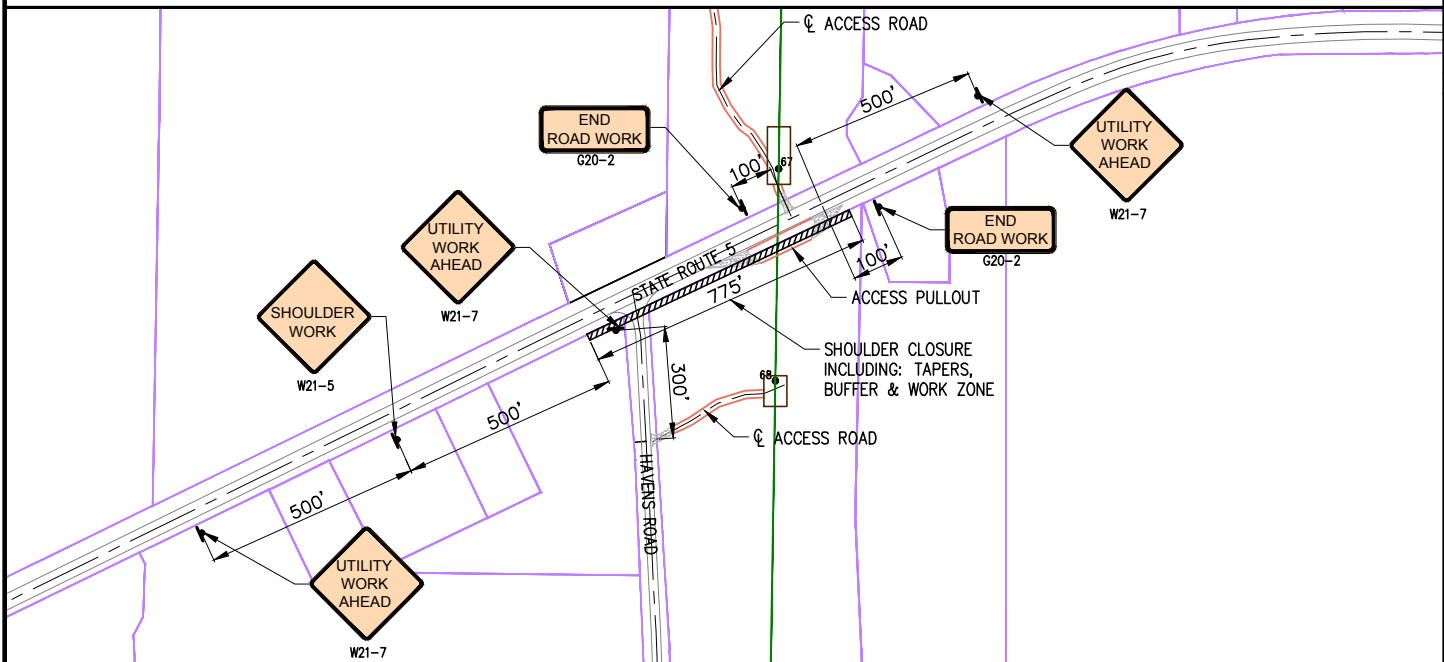 ℄ ACCESS ROAD
500'
END
ROAD WORK
G20-2
UTILITY
WORK
AHEAD
W21-7
67
100'
UTILITY
WORK
AHEAD
W21-7
END
ROAD WORK
G20-2
100'
STATE ROUTE 5
775'
ACCESS PULLOUT
SHOULDER
WORK
W21-5
SHOULDER CLOSURE
INCLUDING: TAPERS,
BUFFER & WORK ZONE
300'
68
500'
℄ ACCESS ROAD
HAVENS ROAD
500'
UTILITY
WORK
AHEAD
W21-7